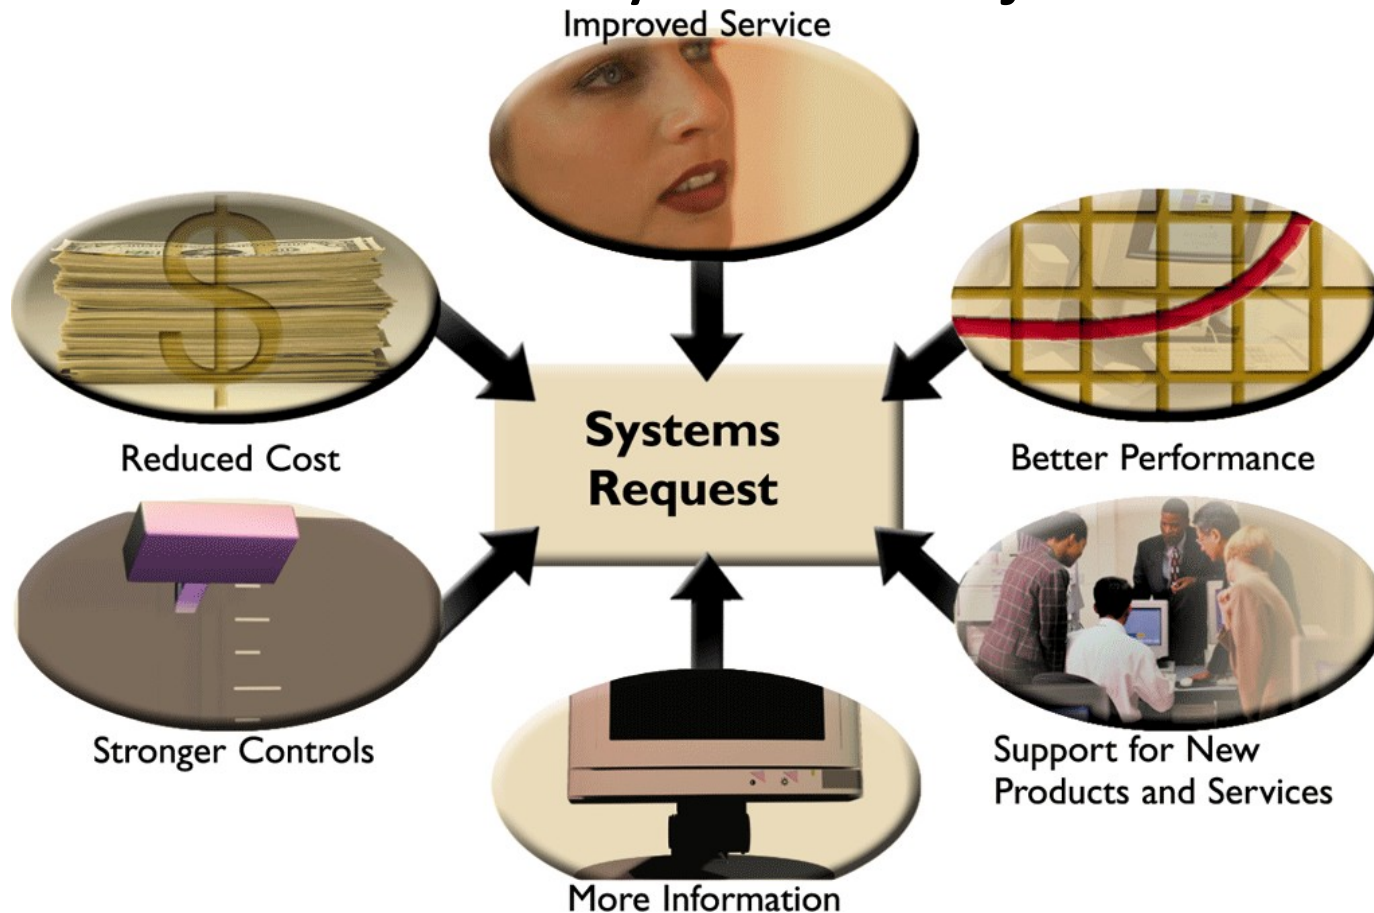 Improved Service
Systems
Request
Reduced Cost
Better Performance
Stronger Controls
Support for New
Products and Services
More Information
$